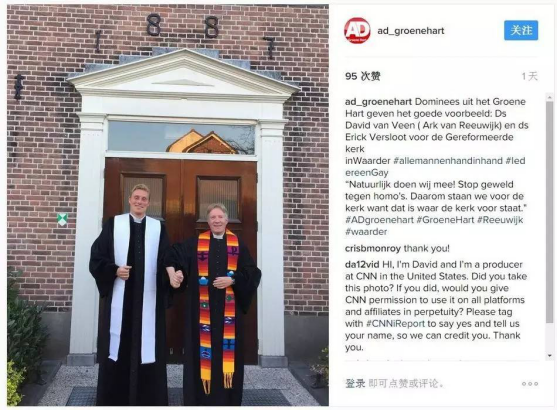 1887
AD
ad_groenehart
关注
95 次赞
1天
ad_groenehart Dominees uit het Groene
Hart geven het goede voorbeeld: Ds
David van Veen ( Ark van Reeuwijk) en ds
Erick Versloot voor de Gereformeerde
kerk
inWaarder #allemannenhandinhand #Ied
ereenGay
"Natuurlijk doen wij mee! Stop geweld
tegen homo's. Daarom staan we voor de
kerk want dat is waar de kerk voor staat."
#ADgroenehart #GroeneHart #Reeuwijk
#waarder
crisbmonroy thank you!
da12vid HI, I'm David and I'm a producer
at CNN in the United States. Did you take
this photo? If you did, would you give
CNN permission to use it on all platforms
and affiliates in perpetuity? Please tag
with #CNNiReport to say yes and tell us
your name, so we can credit you. Thank
you.
登录 即可点赞或评论。